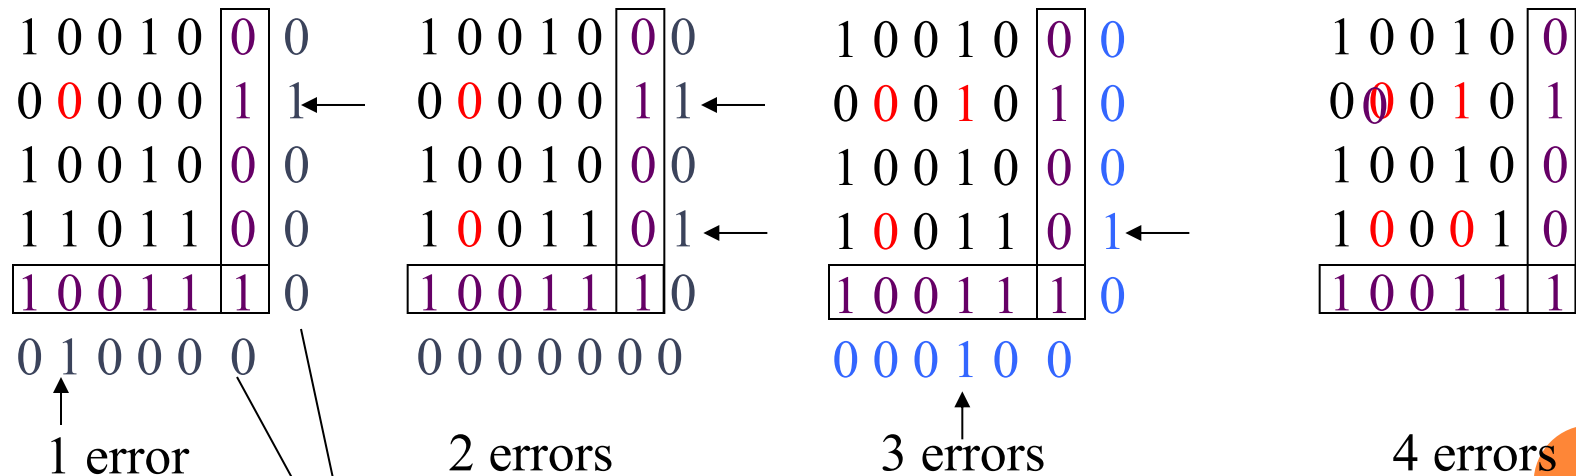 1 0 0 1 0 0 0
0 0 0 0 0 1 1
1 0 0 1 0 0 0
1 1 0 1 1 0 0
1 0 0 1 1 1 0
0 1 0 0 0 0
1 error
1 0 0 1 0 0 0
0 0 0 0 0 1 1
1 0 0 1 0 0 0
1 0 0 1 1 0 1
1 0 0 1 1 1 0
0 0 0 0 0 0 0
2 errors
1 0 0 1 0 0 0
0 0 0 1 0 1 0
1 0 0 1 0 0 0
1 0 0 1 1 0 1
1 0 0 1 1 1 0
0 0 0 1 0 0
3 errors
1 0 0 1 0 0
0 0 0 0 1 0 1
1 0 0 1 0 0
1 0 0 0 1 0
1 0 0 1 1 1
4 errors